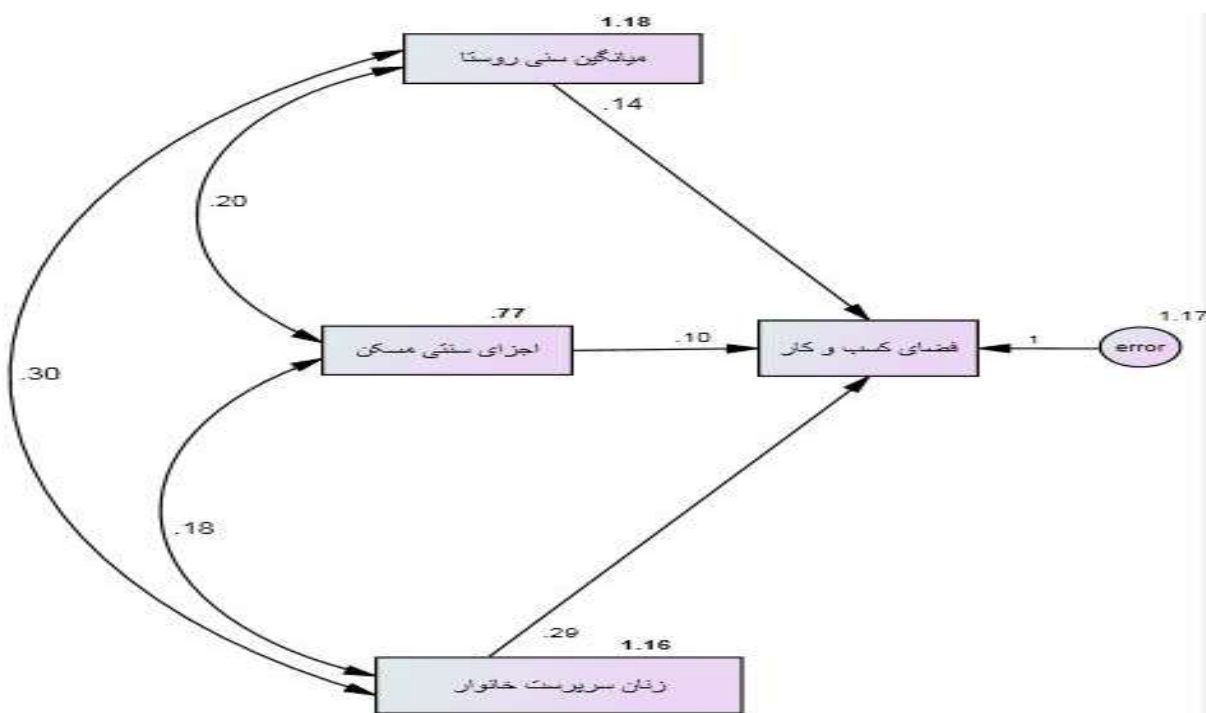 1.18
میانگین سنی روستا
.14
.20
.77
اجزای سنتی مسکن
.10
فضای کسب و کار
1
1.17
error
.30
.18
.29
1.16
زنان سرپرست خانوار